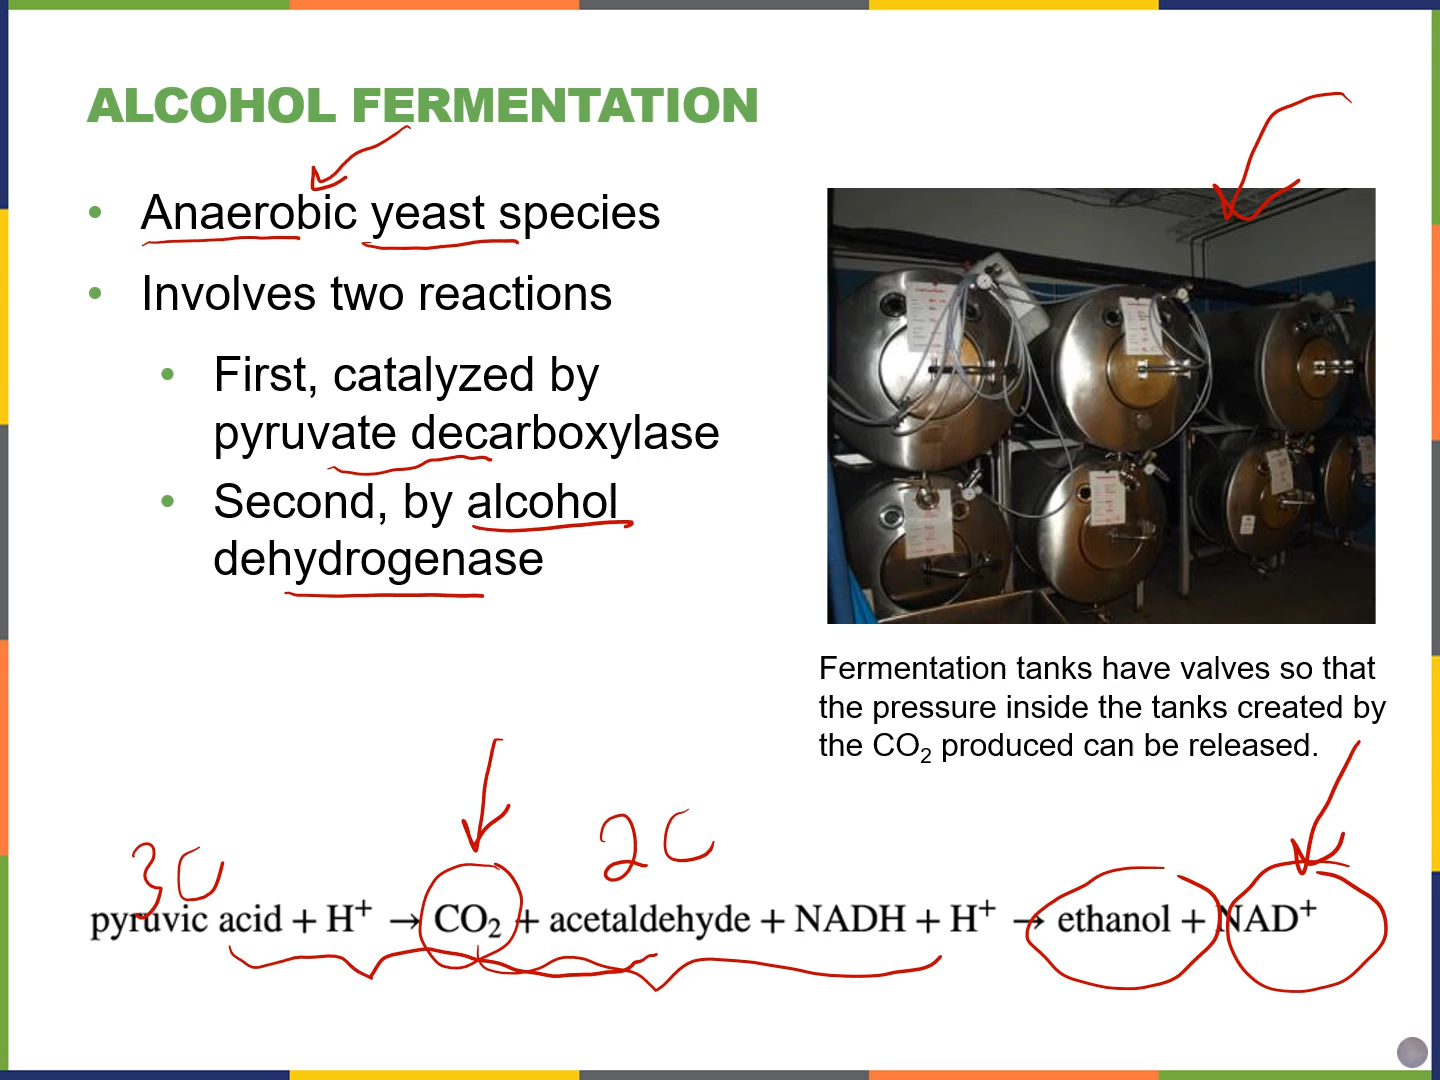 ALCOHOL FERMENTATION
• Anaerobic yeast species
• Involves two reactions
• First, catalyzed by
pyruvate decarboxylase
• Second, by alcohol
dehydrogenase
Fermentation tanks have valves so that
the pressure inside the tanks created by
the CO₂ produced can be released.
3C
2C
pyruvic acid + H⁺ → CO₂ + acetaldehyde + NADH + H⁺ → ethanol + NAD⁺